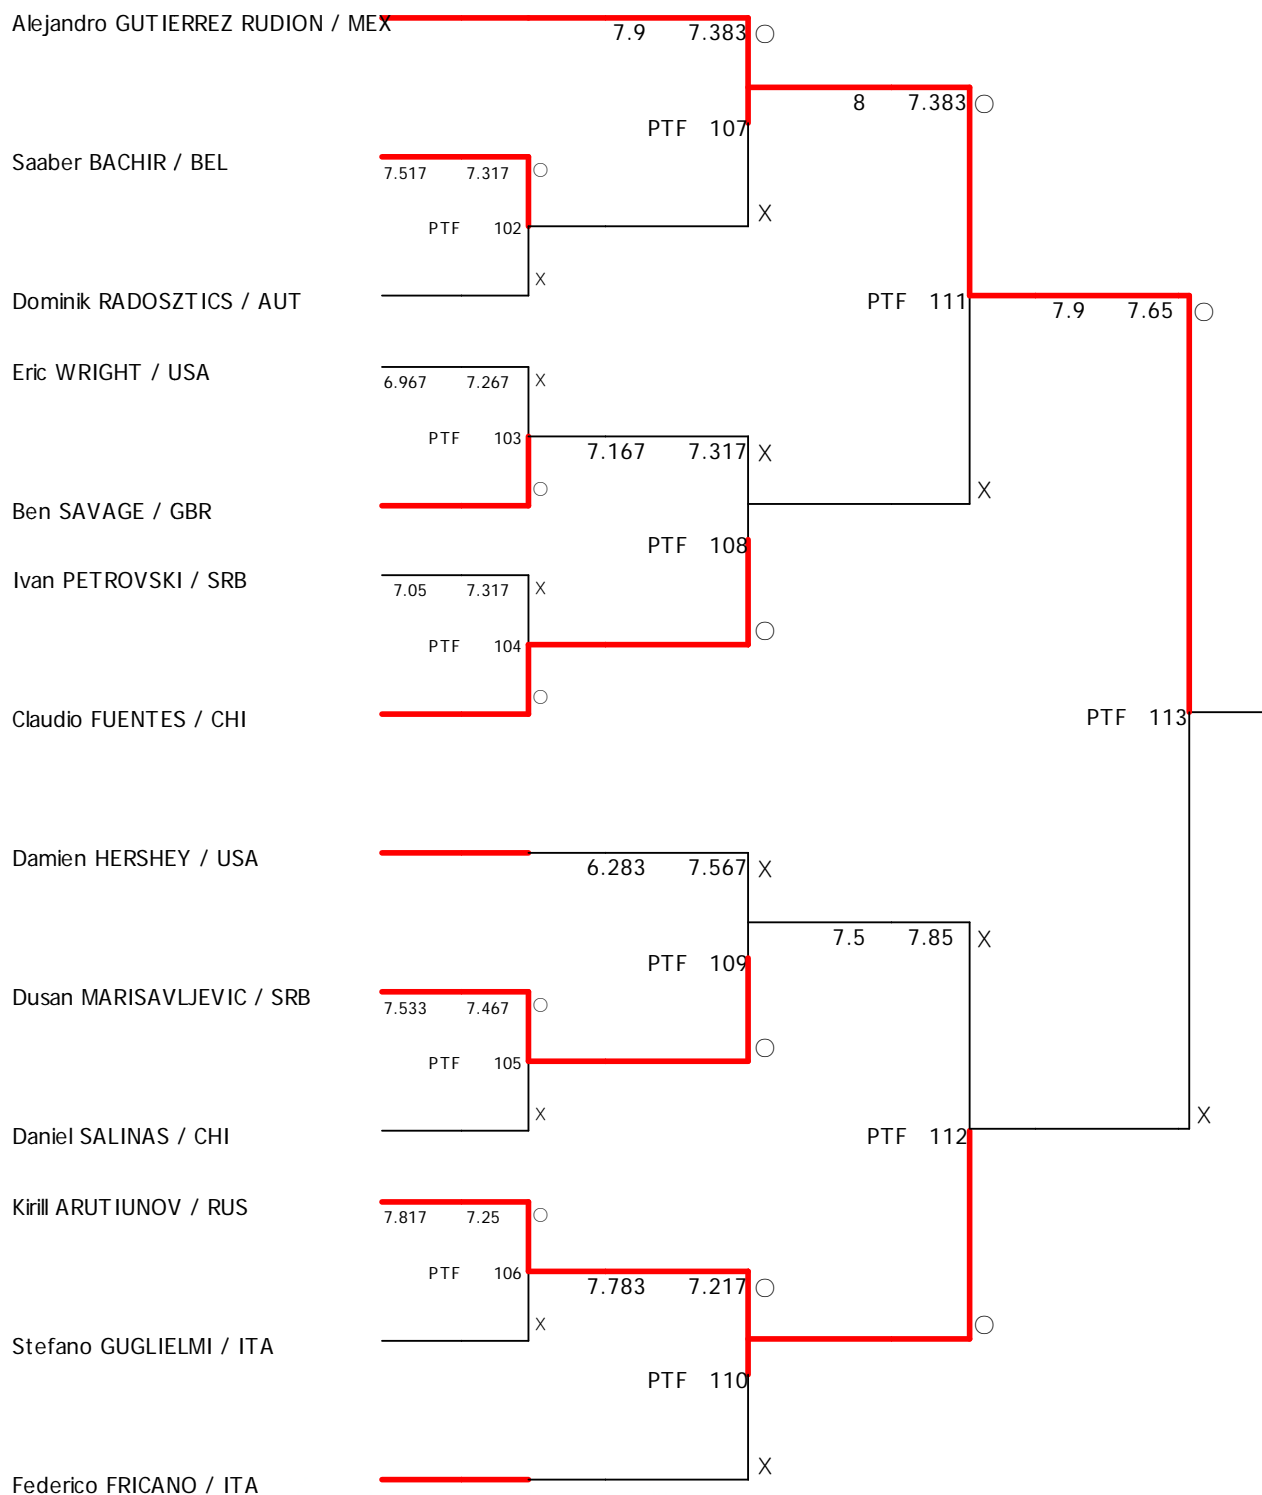 Alejandro GUTIERREZ RUDION / MEX
7.9 7.383 ○
8 7.383 ○
PTF 107
Saaber BACHIR / BEL
7.517 7.317 ○
X
PTF 102
X
Dominik RADOSZTICS / AUT
PTF 111
7.9 7.65 ○
Eric WRIGHT / USA
6.967 7.267 X
PTF 103
7.167 7.317 X
○
X
Ben SAVAGE / GBR
PTF 108
Ivan PETROVSKI / SRB
7.05 7.317 X
○
PTF 104
○
Claudio FUENTES / CHI
PTF 113
Damien HERSHEY / USA
6.283 7.567 X
7.5 7.85 X
PTF 109
Dusan MARISAVLJEVIC / SRB
7.533 7.467 ○
○
PTF 105
X
X
Daniel SALINAS / CHI
PTF 112
Kirill ARUTIUNOV / RUS
7.817 7.25 ○
PTF 106
7.783 7.217 ○
X
○
Stefano GUGLIELMI / ITA
PTF 110
X
Federico FRICANO / ITA